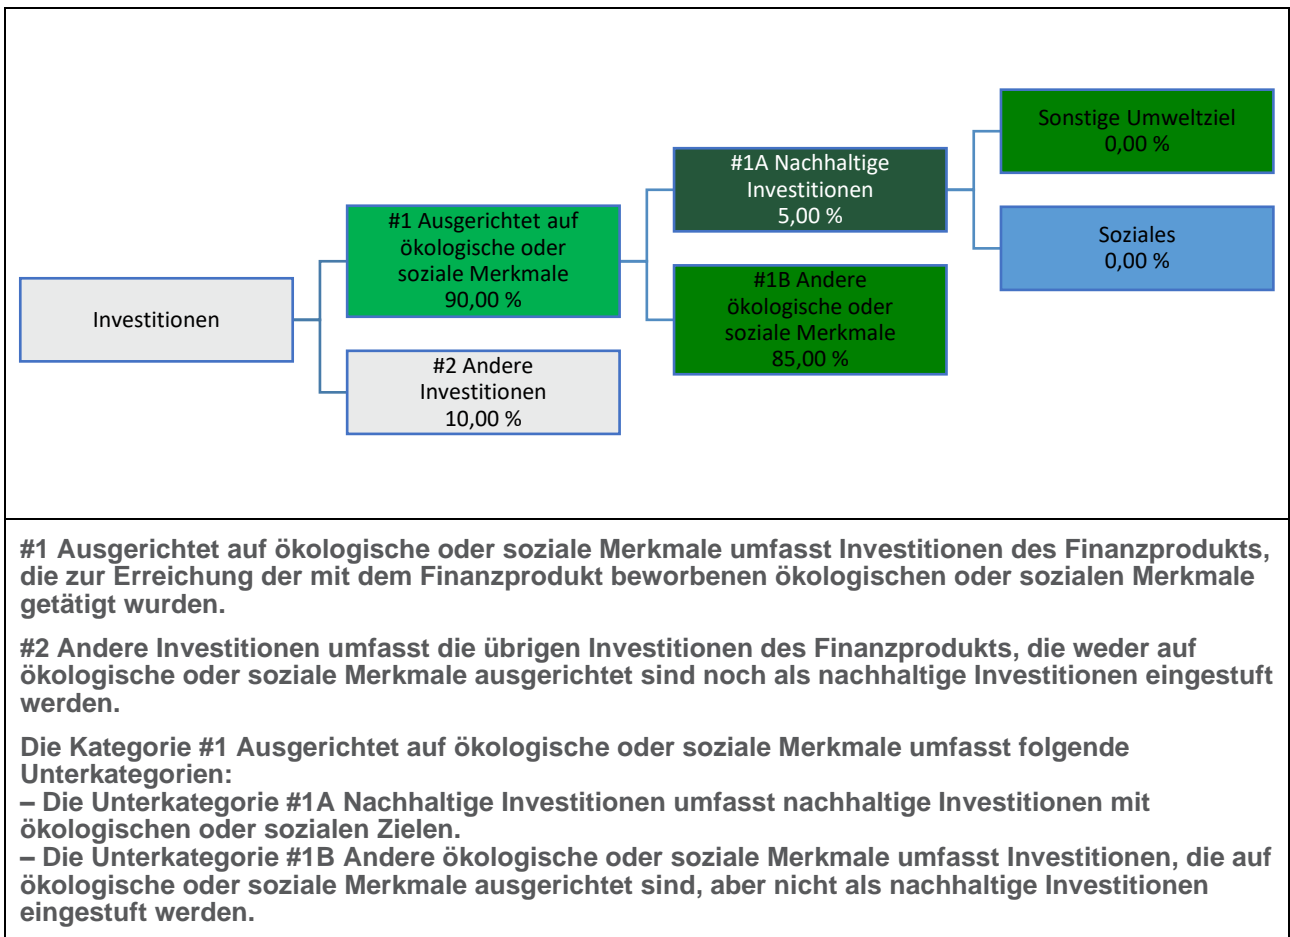 Investitionen
#1 Ausgerichtet auf
ökologische oder
soziale Merkmale
90,00 %
#2 Andere
Investitionen
10,00 %
#1A Nachhaltige
Investitionen
5,00 %
#1B Andere
ökologische oder
soziale Merkmale
85,00 %
Sonstige Umweltziel
0,00 %
Soziales
0,00 %
#1 Ausgerichtet auf ökologische oder soziale Merkmale umfasst Investitionen des Finanzprodukts,
die zur Erreichung der mit dem Finanzprodukt beworbenen ökologischen oder sozialen Merkmale
getätigt wurden.
#2 Andere Investitionen umfasst die übrigen Investitionen des Finanzprodukts, die weder auf
ökologische oder soziale Merkmale ausgerichtet sind noch als nachhaltige Investitionen eingestuft
werden.
Die Kategorie #1 Ausgerichtet auf ökologische oder soziale Merkmale umfasst folgende
Unterkategorien:
– Die Unterkategorie #1A Nachhaltige Investitionen umfasst nachhaltige Investitionen mit
ökologischen oder sozialen Zielen.
– Die Unterkategorie #1B Andere ökologische oder soziale Merkmale umfasst Investitionen, die auf
ökologische oder soziale Merkmale ausgerichtet sind, aber nicht als nachhaltige Investitionen
eingestuft werden.